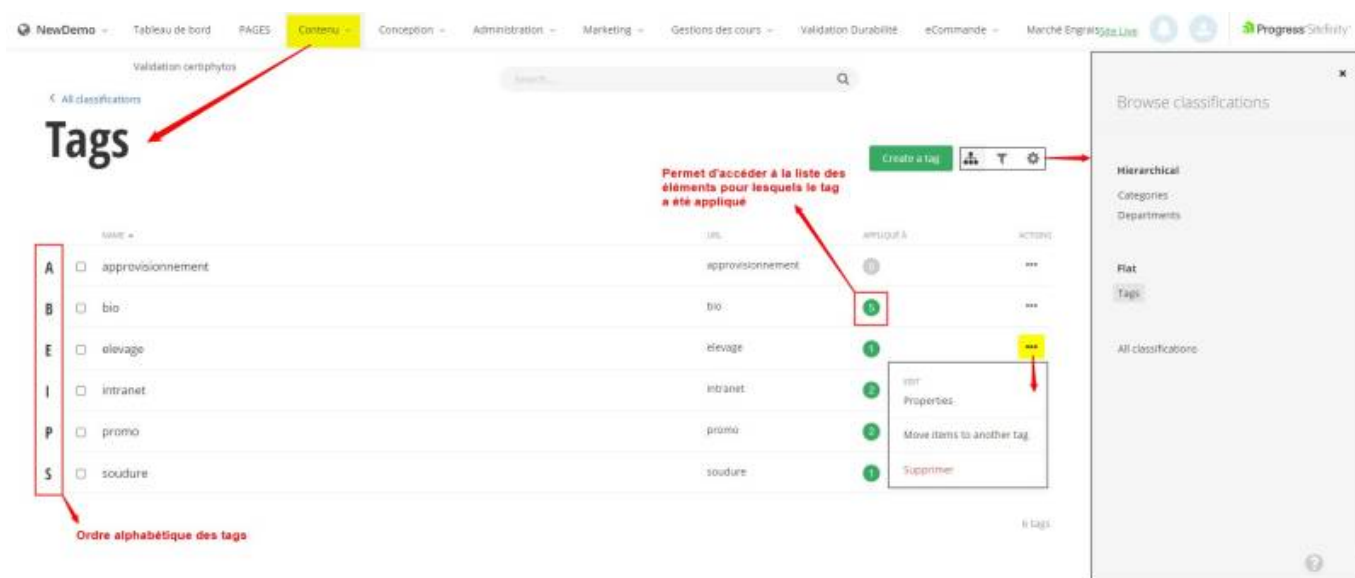 NewDemo Tableau de bord PAGES Contenu Conception Administration Marketing Gestions des cours Validation Durabilité eCommande Marché Engrais Site Live Progress Sitefinity
Validation certiphytos
Search...
All classifications
Browse classifications
Tags
Create a tag
Permet d'accéder à la liste des
éléments pour lesquels le tag
a été appliqué
Hierarchical
Categories
Departments
NAME URL APPLIQUÉ À ACTIONS
A approvisionnement approvisionnement 0
Flat
Tags
B bio bio 5
E elevage elevage 1
All classifications
I intranet intranet 2
EDIT
Properties
P promo promo 2
Move items to another tag
S soudure soudure 1
Supprimer
6 tags
Ordre alphabétique des tags